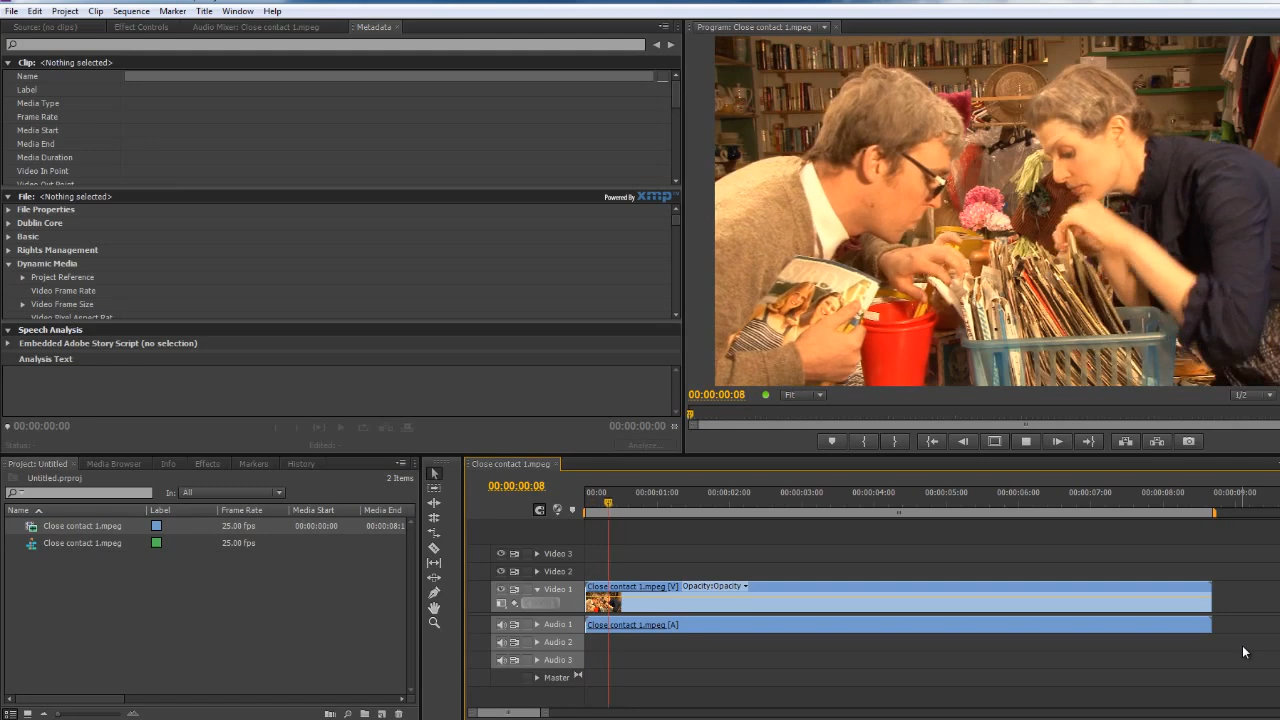 File Edit Project Clip Sequence Marker Title Window Help
Source: (no clips) Effect Controls Audio Mixer: Close contact 1.mpeg Metadata
Program: Close contact 1.mpeg
Clip: <Nothing selected>
Name
Label
Media Type
Frame Rate
Media Start
Media End
Media Duration
Video In Point
Video Out Point
File: <Nothing selected>
Powered By xmp
File Properties
Dublin Core
Basic
Rights Management
Dynamic Media
Project Reference
Video Frame Rate
Video Frame Size
Video Pixel Aspect Rat
Speech Analysis
Embedded Adobe Story Script (no selection)
Analysis Text
00:00:00:00 00:00:00:00
Status: - Edited: - Analyze...
00:00:00:08 Fit 1/2
Project: Untitled Media Browser Info Effects Markers History
Untitled.prproj 2 Items
In: All
Name Label Frame Rate Media Start Media End
Close contact 1.mpeg 25.00 fps 00:00:00:00 00:00:08:1
Close contact 1.mpeg 25.00 fps
Close contact 1.mpeg
00:00:00:08
00:00 00:00:01:00 00:00:02:00 00:00:03:00 00:00:04:00 00:00:05:00 00:00:06:00 00:00:07:00 00:00:08:00 00:00:09:00
Video 3
Video 2
Video 1 Close contact 1.mpeg [V] Opacity:Opacity
Audio 1 Close contact 1.mpeg [A]
Audio 2
Audio 3
Master